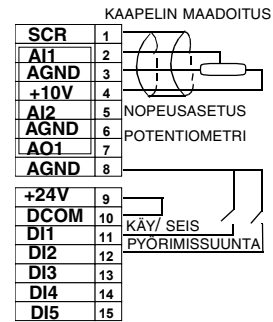 KAAPELIN MAADOITUS
SCR 1
AI1 2
AGND 3
+10V 4
AI2 5 NOPEUSASETUS
AGND 6
POTENTIOMETRI
AO1 7
AGND 8
+24V 9
DCOM 10 KÄY/ SEIS
DI1 11
PYÖRIMISSUUNTA
DI2 12
DI3 13
DI4 14
DI5 15